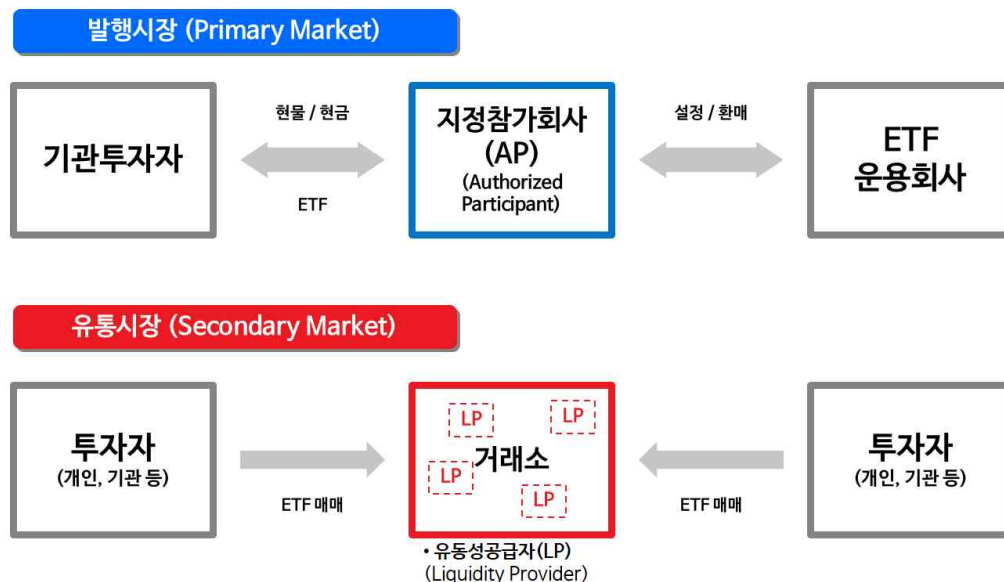 발행시장 (Primary Market)
기관투자자
현물 / 현금
ETF
지정참가회사
(AP)
(Authorized
Participant)
설정 / 환매
ETF
운용회사
유통시장 (Secondary Market)
투자자
(개인, 기관 등)
ETF 매매
LP
LP
거래소
LP
LP
ETF 매매
투자자
(개인, 기관 등)
• 유동성공급자(LP)
(Liquidity Provider)